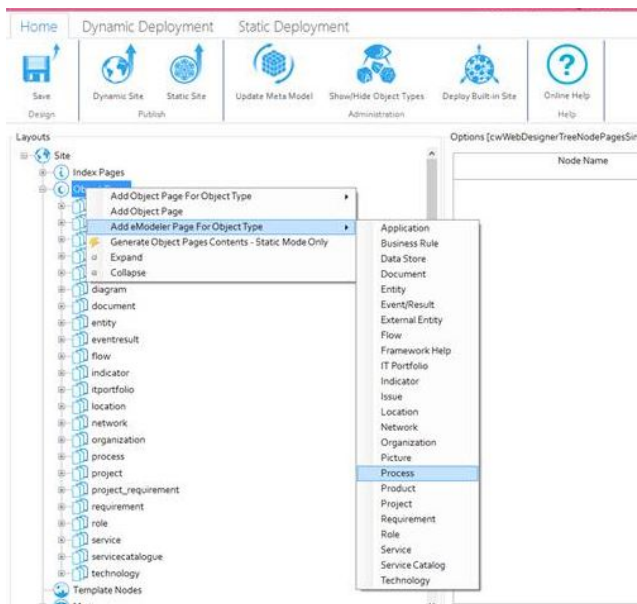 Home Dynamic Deployment Static Deployment
Save Dynamic Site Static Site Update Meta Model Show/Hide Object Types Deploy Built-in Site Online Help
Design Publish Administration Help
Layouts
Options [cwWebDesignerTreeNodePagesSin
Node Name
Site
Index Pages
Add Object Page For Object Type
Add Object Page
Add eModeler Page For Object Type
Generate Object Pages Contents - Static Mode Only
Expand
Collapse
Application
Business Rule
Data Store
Document
Entity
Event/Result
External Entity
Flow
Framework Help
IT Portfolio
Indicator
Issue
Location
Network
Organization
Picture
Process
Product
Project
Requirement
Role
Service
Service Catalog
Technology
diagram
document
entity
eventresult
flow
indicator
itportfolio
location
network
organization
process
project
project_requirement
requirement
role
service
servicecatalogue
technology
Template Nodes